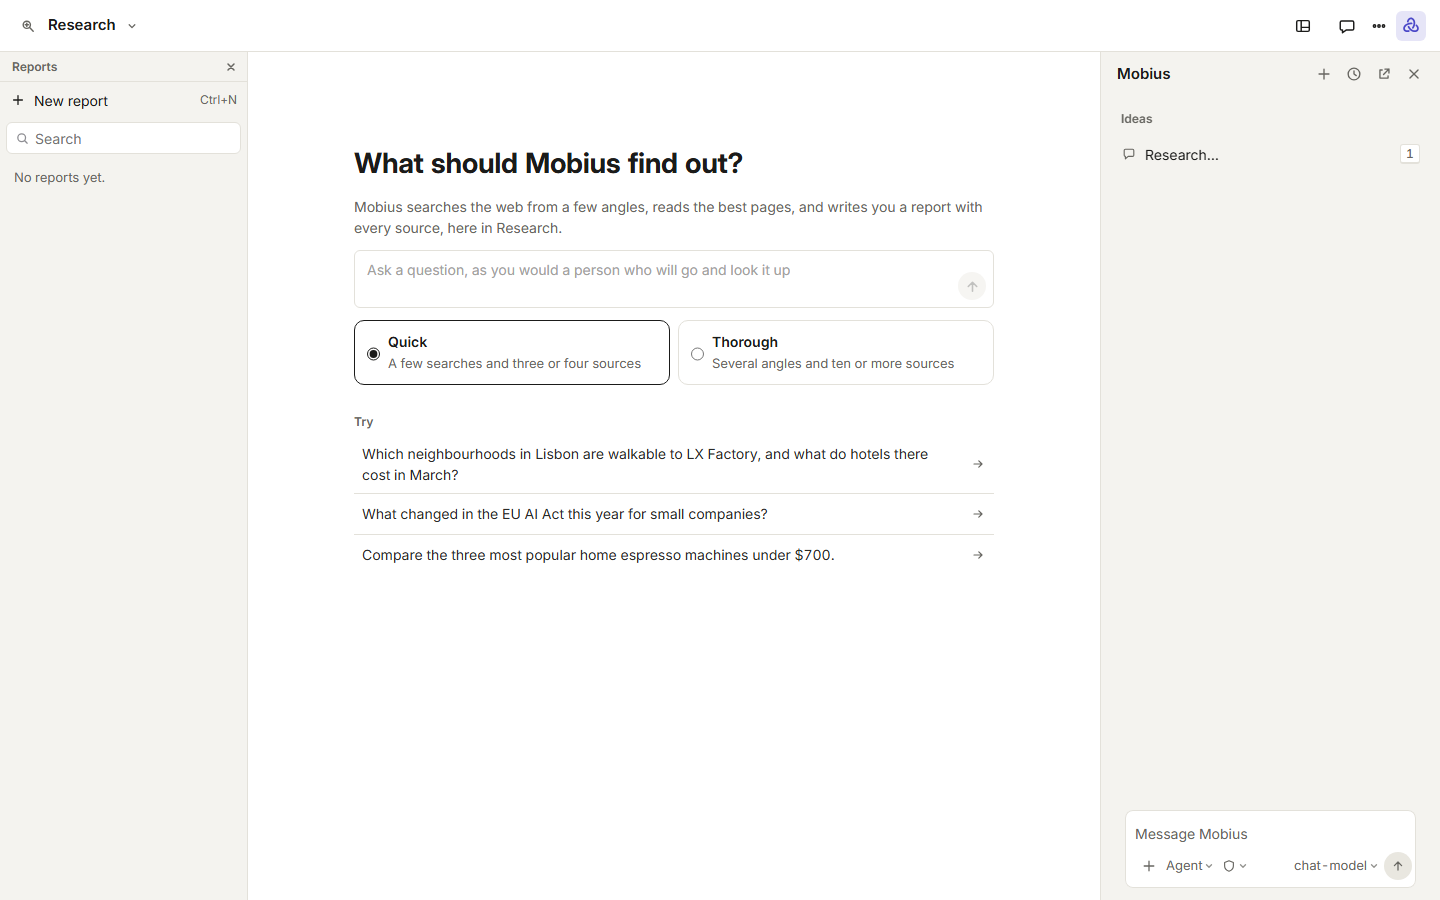 Research
Reports
New report
Ctrl+N
Search
No reports yet.
What should Mobius find out?
Mobius searches the web from a few angles, reads the best pages, and writes you a report with
every source, here in Research.
Ask a question, as you would a person who will go and look it up
Quick
A few searches and three or four sources
Thorough
Several angles and ten or more sources
Try
Which neighbourhoods in Lisbon are walkable to LX Factory, and what do hotels there
cost in March?
What changed in the EU AI Act this year for small companies?
Compare the three most popular home espresso machines under $700.
Mobius
Ideas
Research...
1
Message Mobius
Agent
chat-model